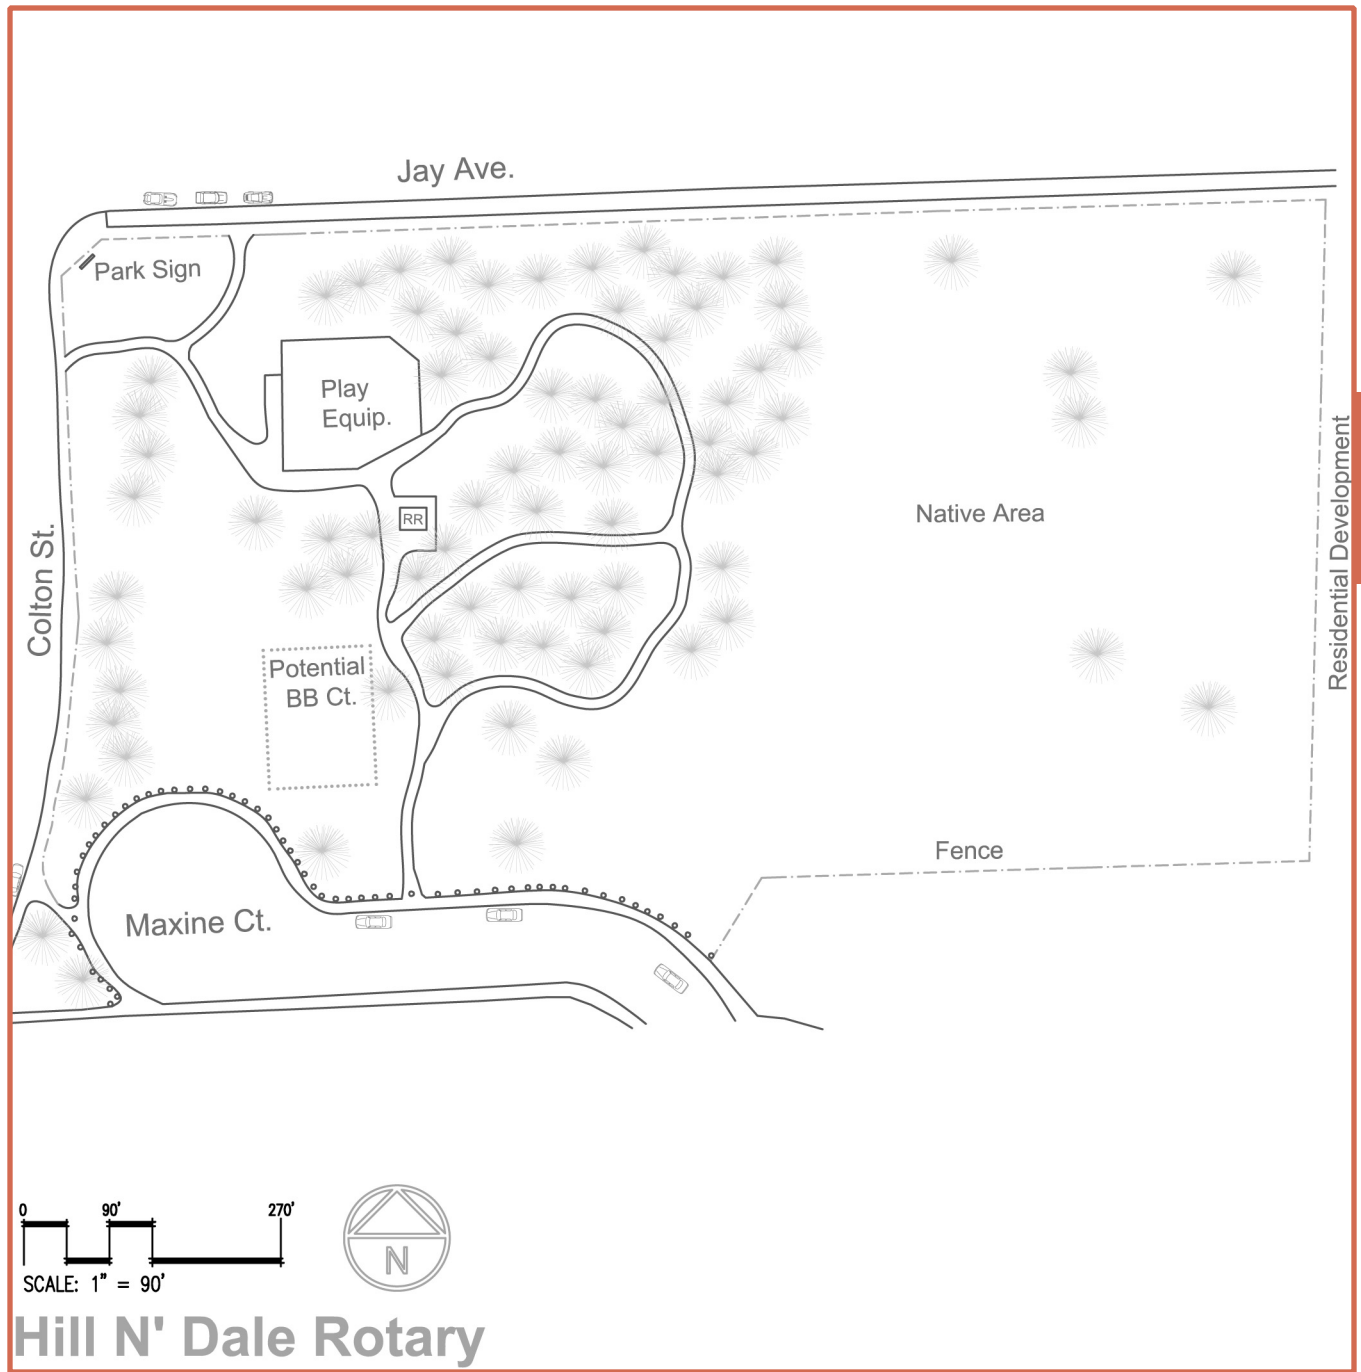 Jay Ave.
Park Sign
Play
Equip.
RR
Native Area
Residential Development
Colton St.
Potential
BB Ct.
Fence
Maxine Ct.
0 90' 270'
SCALE: 1" = 90'
N
Hill N' Dale Rotary